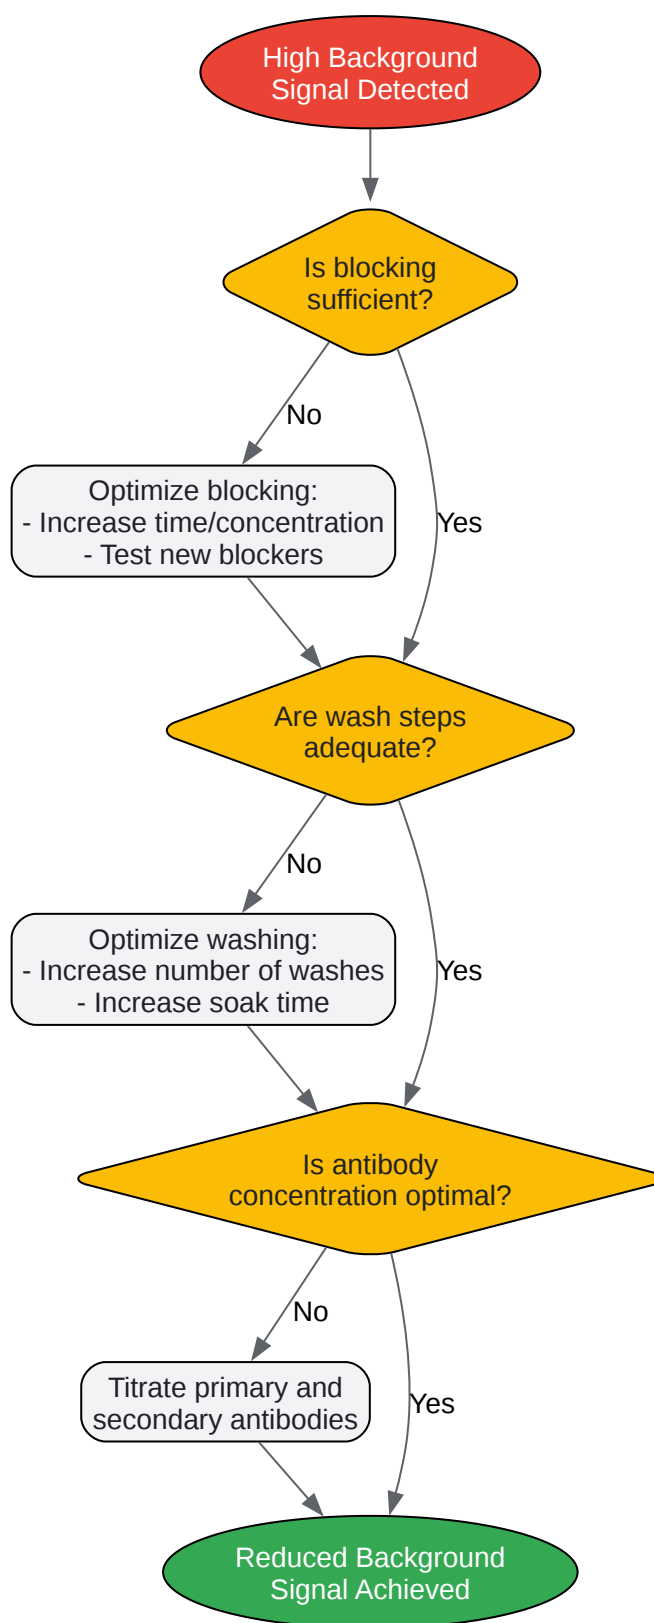 High Background
Signal Detected
Is blocking
sufficient?
No
Optimize blocking:
- Increase time/concentration
- Test new blockers
Yes
Are wash steps
adequate?
No
Optimize washing:
- Increase number of washes
- Increase soak time
Yes
Is antibody
concentration optimal?
No
Titrate primary and
secondary antibodies
Yes
Reduced Background
Signal Achieved